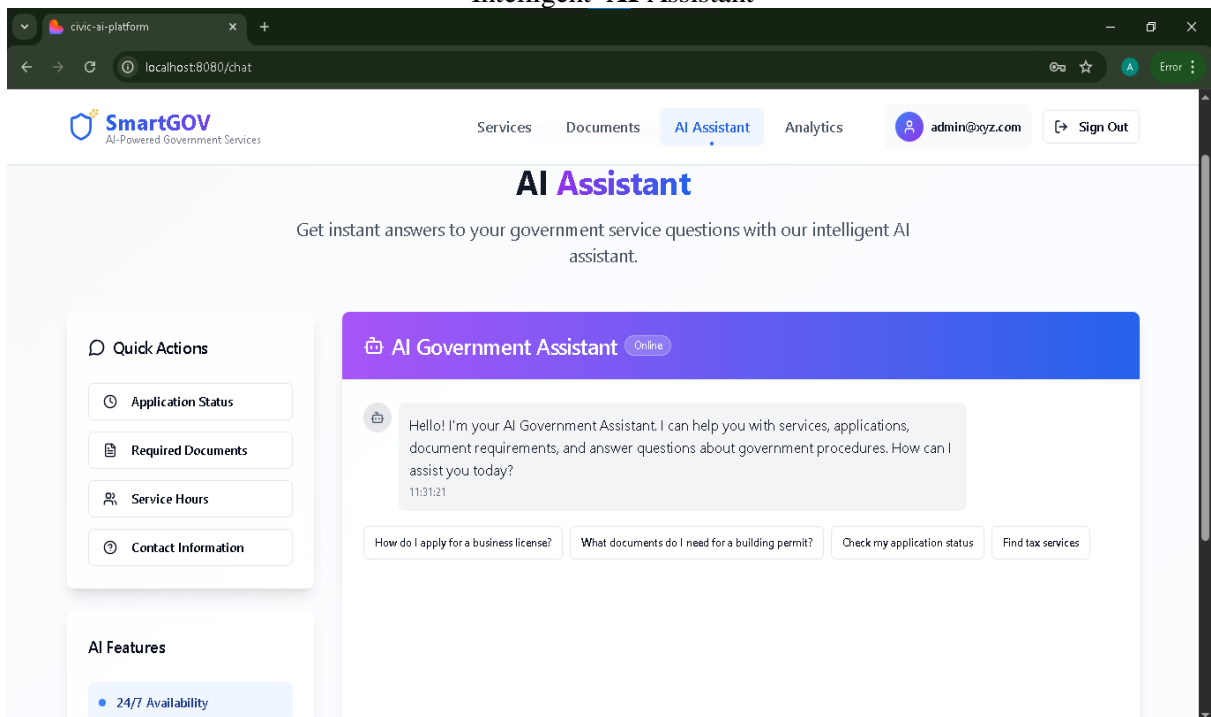 Intelligent AI Assistant
civic-ai-platform
localhost:8080/chat
A
Error
SmartGOV
AI-Powered Government Services
Services
Documents
AI Assistant
Analytics
admin@xyz.com
Sign Out
AI Assistant
Get instant answers to your government service questions with our intelligent AI
assistant.
Quick Actions
Application Status
Required Documents
Service Hours
Contact Information
AI Features
24/7 Availability
AI Government Assistant
Online
Hello! I'm your AI Government Assistant. I can help you with services, applications,
document requirements, and answer questions about government procedures. How can I
assist you today?
11:31:21
How do I apply for a business license?
What documents do I need for a building permit?
Check my application status
Find tax services